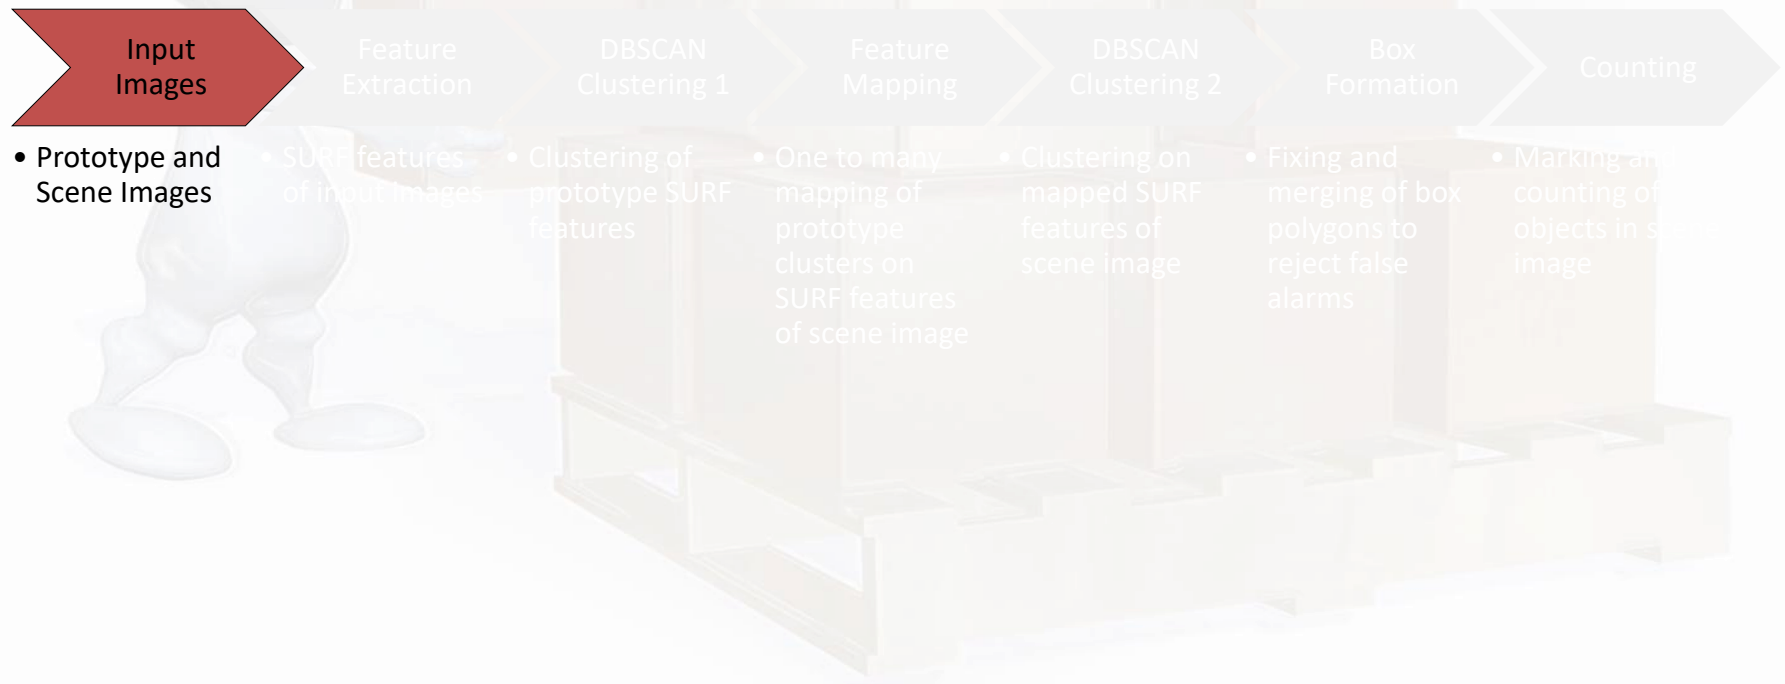 Input
Images
Feature
Extraction
DBSCAN
Clustering 1
Feature
Mapping
DBSCAN
Clustering 2
Box
Formation
Counting
• Prototype and
Scene Images
• SURF features
of input images
• Clustering of
prototype SURF
features
• One to many
mapping of
prototype
clusters on
SURF features
of scene image
• Clustering on
mapped SURF
features of
scene image
• Fixing and
merging of box
polygons to
reject false
alarms
• Marking and
counting of
objects in scene
image